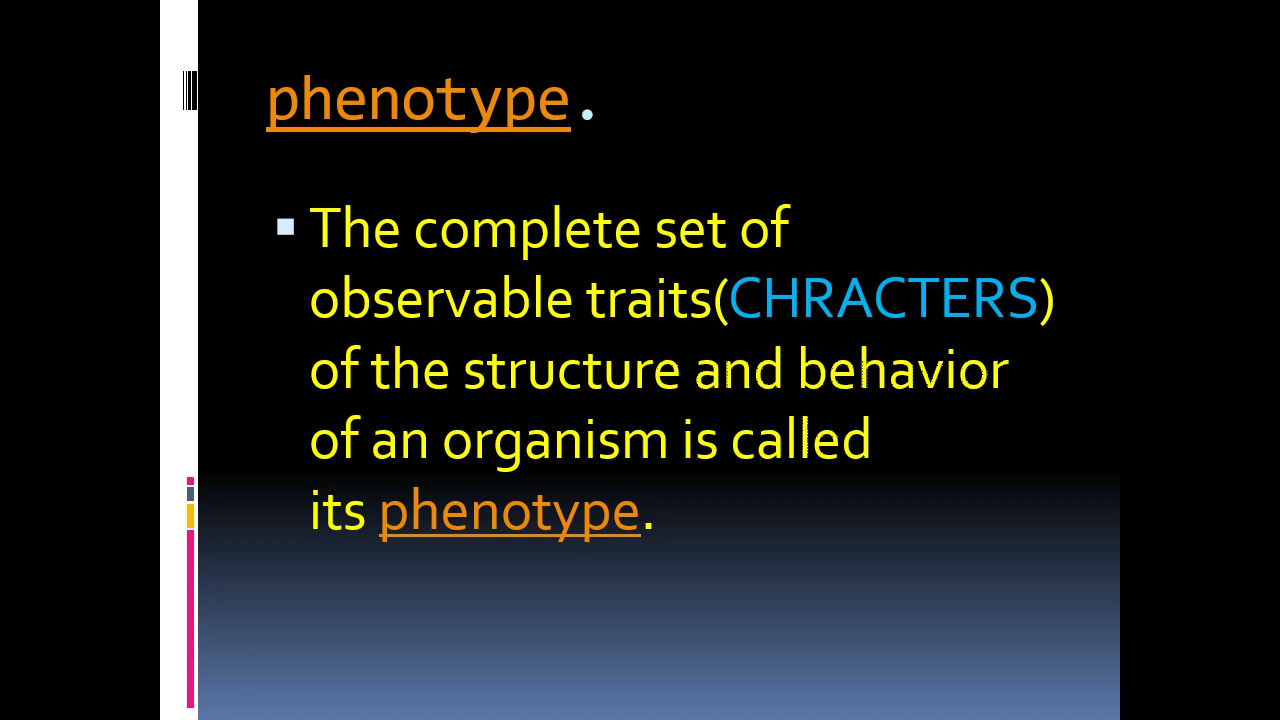 phenotype.
The complete set of
observable traits(CHRACTERS)
of the structure and behavior
of an organism is called
its phenotype.